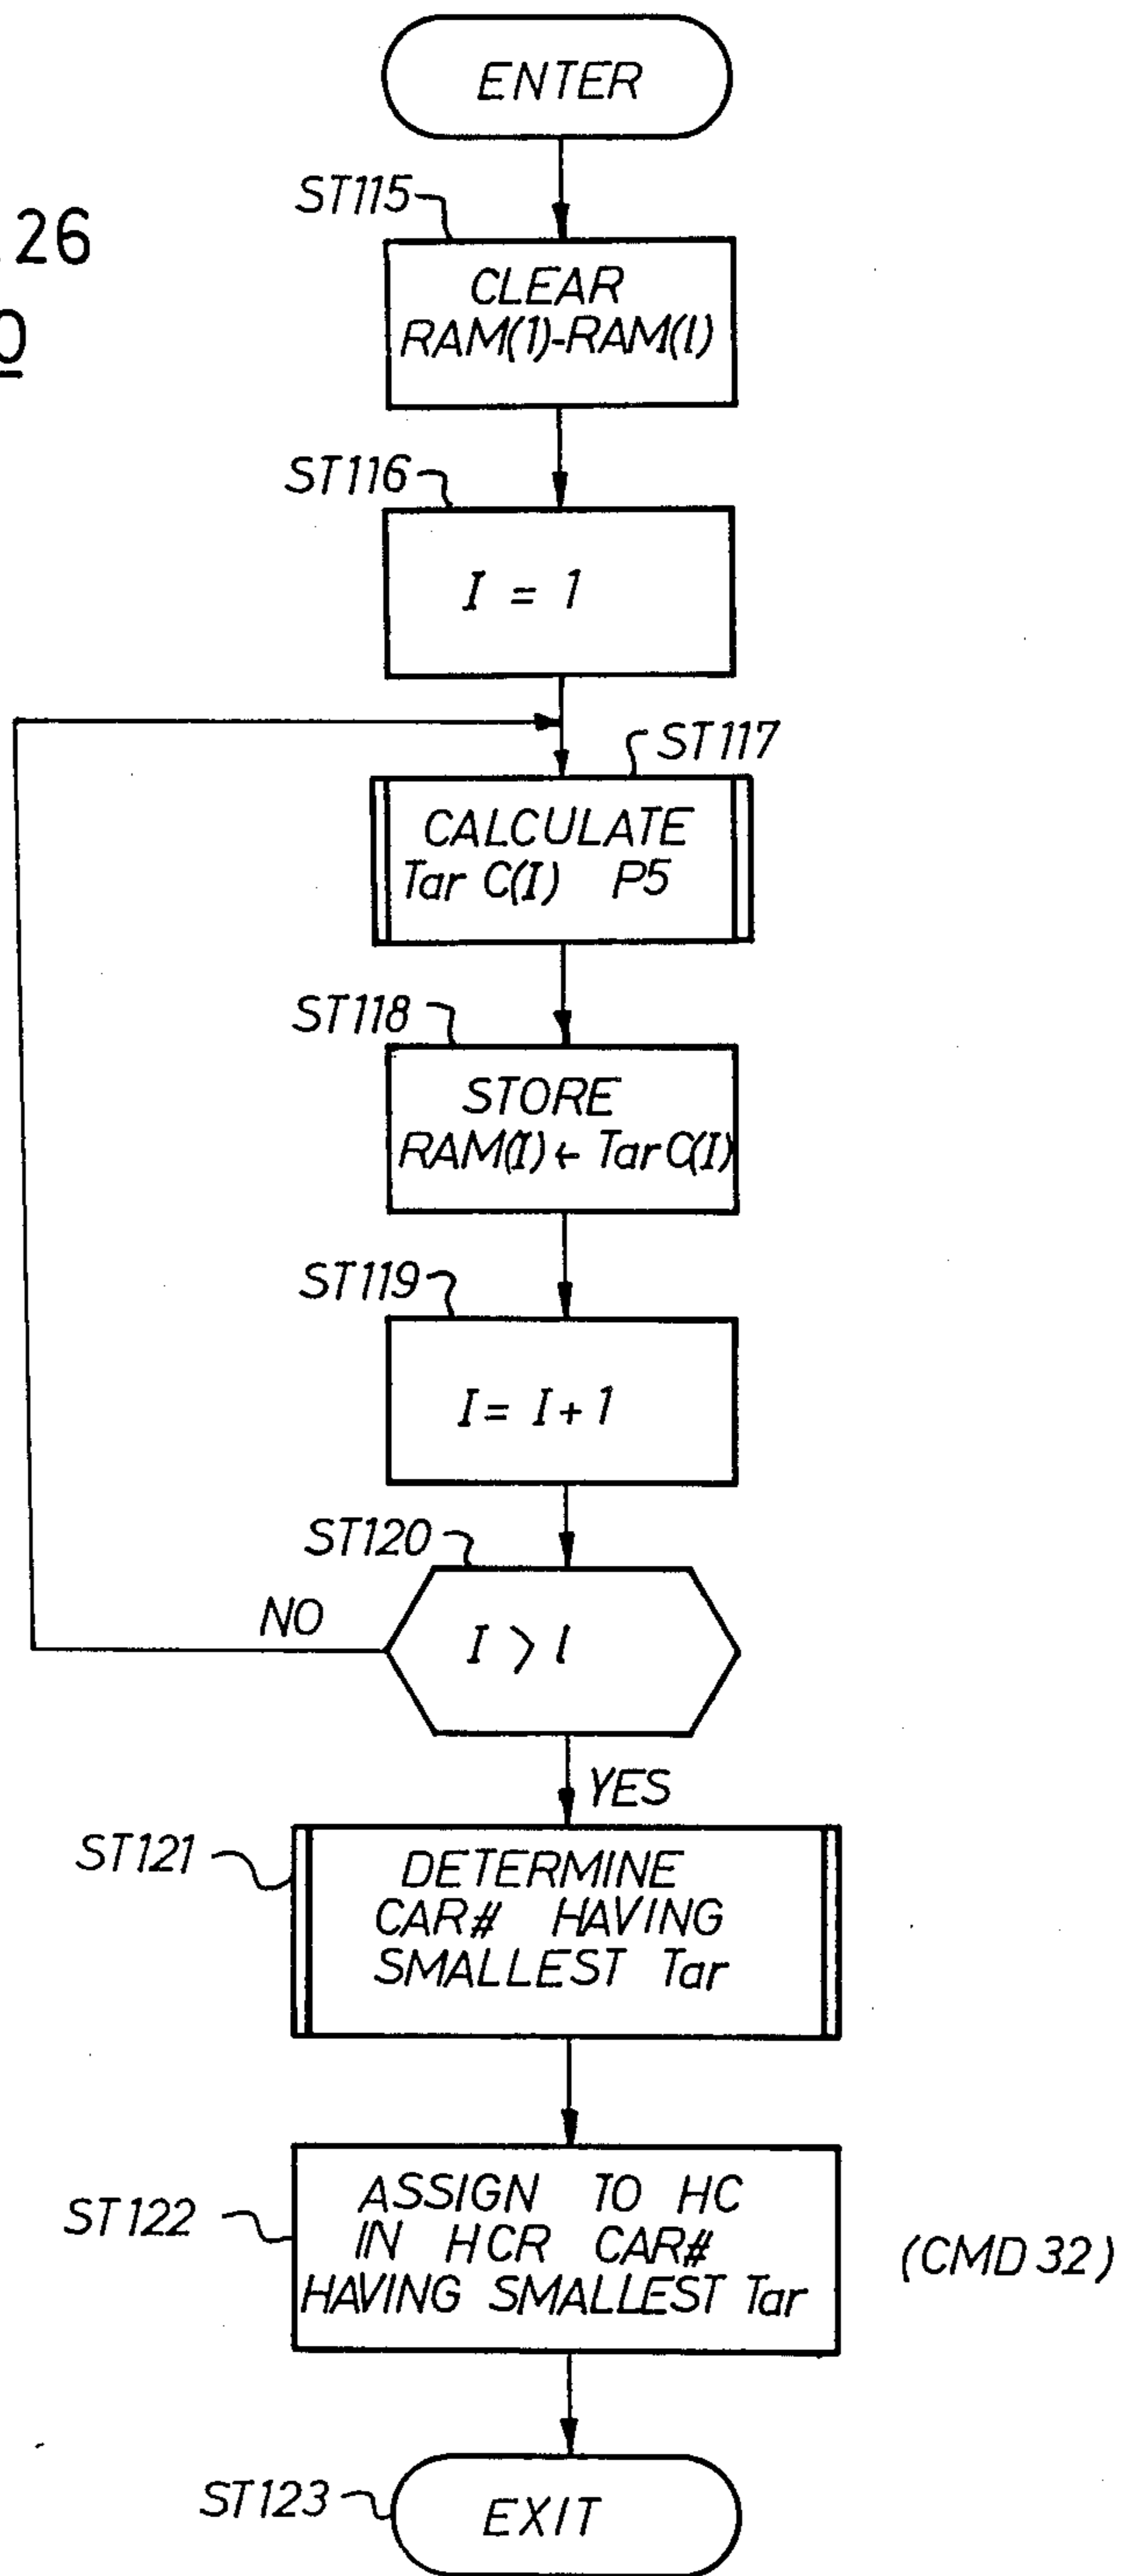 ENTER
26
0
ST115
CLEAR
RAM(1)-RAM(l)
ST116
I = 1
ST117
CALCULATE
Tar C(I) P5
ST118
STORE
RAM(I) ← Tar C(I)
ST119
I = I + 1
ST120
NO
I > l
YES
ST121
DETERMINE
CAR# HAVING
SMALLEST Tar
ST122
ASSIGN TO HC
IN HCR CAR#
HAVING SMALLEST Tar
(CMD 32)
ST123
EXIT